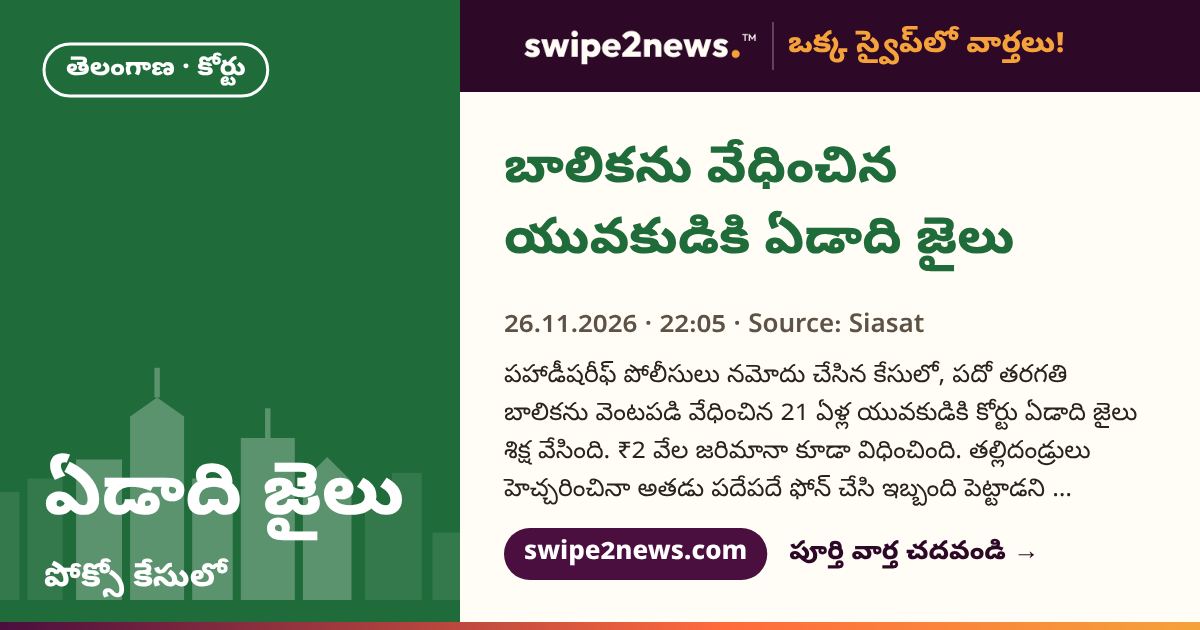 తెలంగాణ · కోర్టు
ఏడాది జైలు
పోక్సో కేసులో
swipe2news.™ | ఒక్క స్వైప్‌లో వార్తలు!
బాలికను వేధించిన
యువకుడికి ఏడాది జైలు
26.11.2026 · 22:05 · Source: Siasat
పహాడీషరీఫ్ పోలీసులు నమోదు చేసిన కేసులో, పదో తరగతి
బాలికను వెంటపడి వేధించిన 21 ఏళ్ల యువకుడికి కోర్టు ఏడాది జైలు
శిక్ష వేసింది. ₹2 వేల జరిమానా కూడా విధించింది. తల్లిదండ్రులు
హెచ్చరించినా అతడు పదేపదే ఫోన్ చేసి ఇబ్బంది పెట్టాడని ...
swipe2news.com పూర్తి వార్త చదవండి →